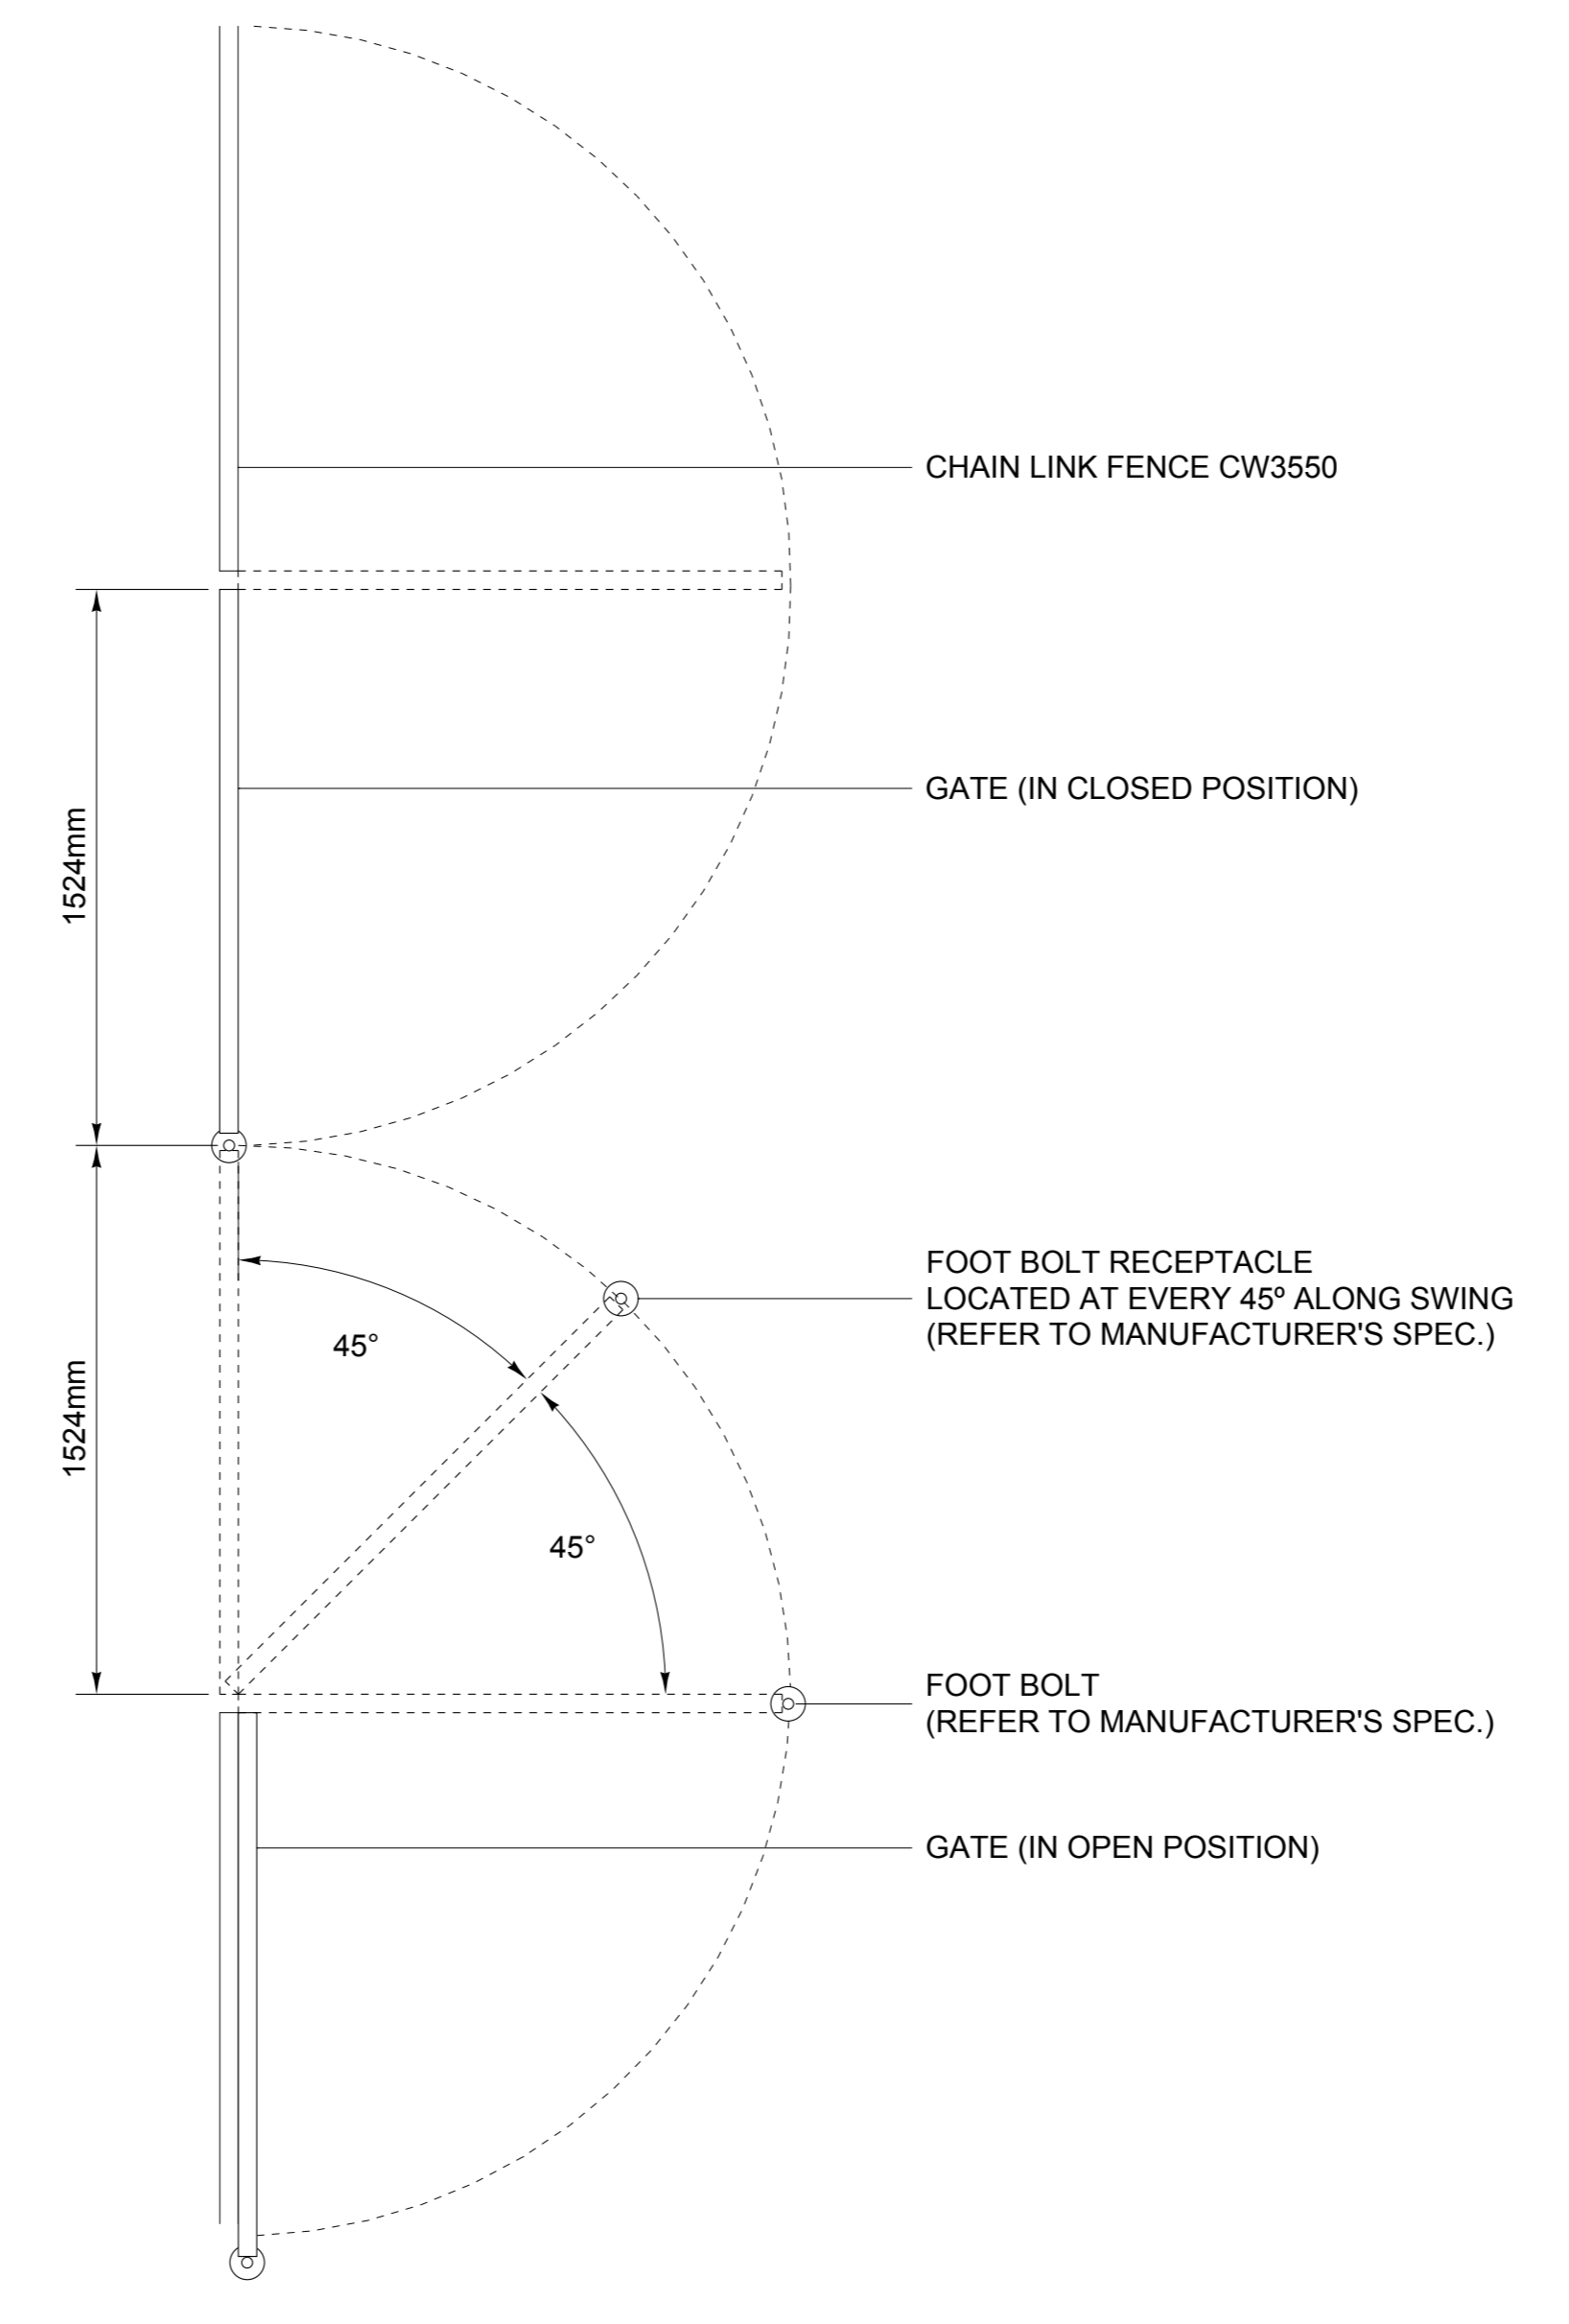 CHAIN LINK FENCE CW3550
GATE (IN CLOSED POSITION)
1524mm
FOOT BOLT RECEPTACLE
LOCATED AT EVERY 45º ALONG SWING
(REFER TO MANUFACTURER'S SPEC.)
45°
1524mm
45°
FOOT BOLT
(REFER TO MANUFACTURER'S SPEC.)
GATE (IN OPEN POSITION)